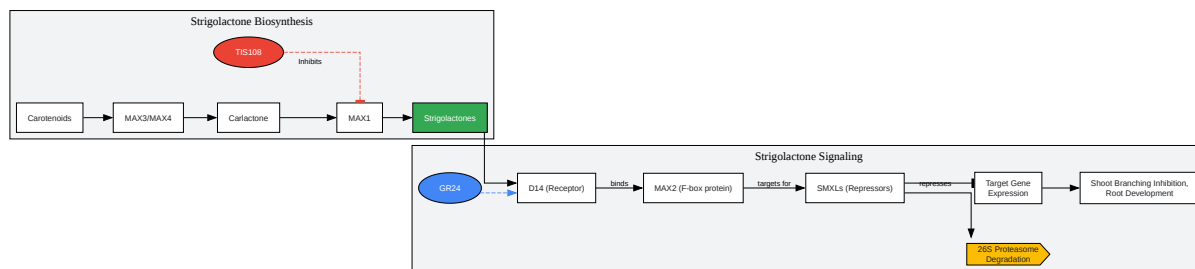 Strigolactone Biosynthesis
TIS108
Inhibits
Carotenoids
MAX3/MAX4
Carlactone
MAX1
Strigolactones
Strigolactone Signaling
GR24
D14 (Receptor)
binds
MAX2 (F-box protein)
targets for
SMXLs (Repressors)
represses
Target Gene
Expression
Shoot Branching Inhibition,
Root Development
26S Proteasome
Degradation